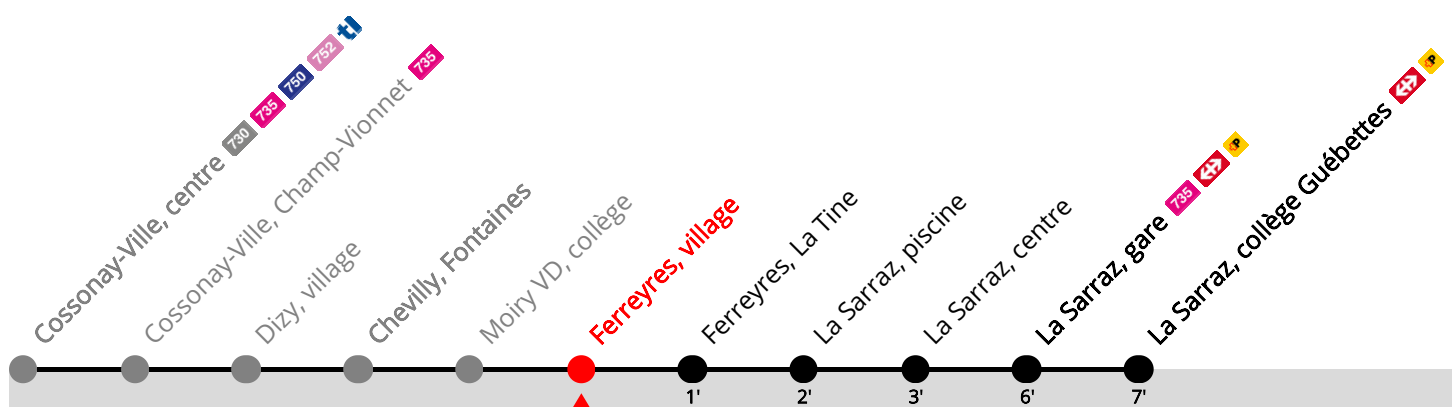 Cossonay-Ville, centre 730 735 750 752 tl
Cossonay-Ville, Champ-Vionnet 735
Dizy, village
Chevilly, Fontaines
Moiry VD, collège
Ferreyres, village
Ferreyres, La Tine
La Sarraz, piscine
La Sarraz, centre
La Sarraz, gare 735 P
La Sarraz, collège Guébettes P
1' 2' 3' 6' 7'